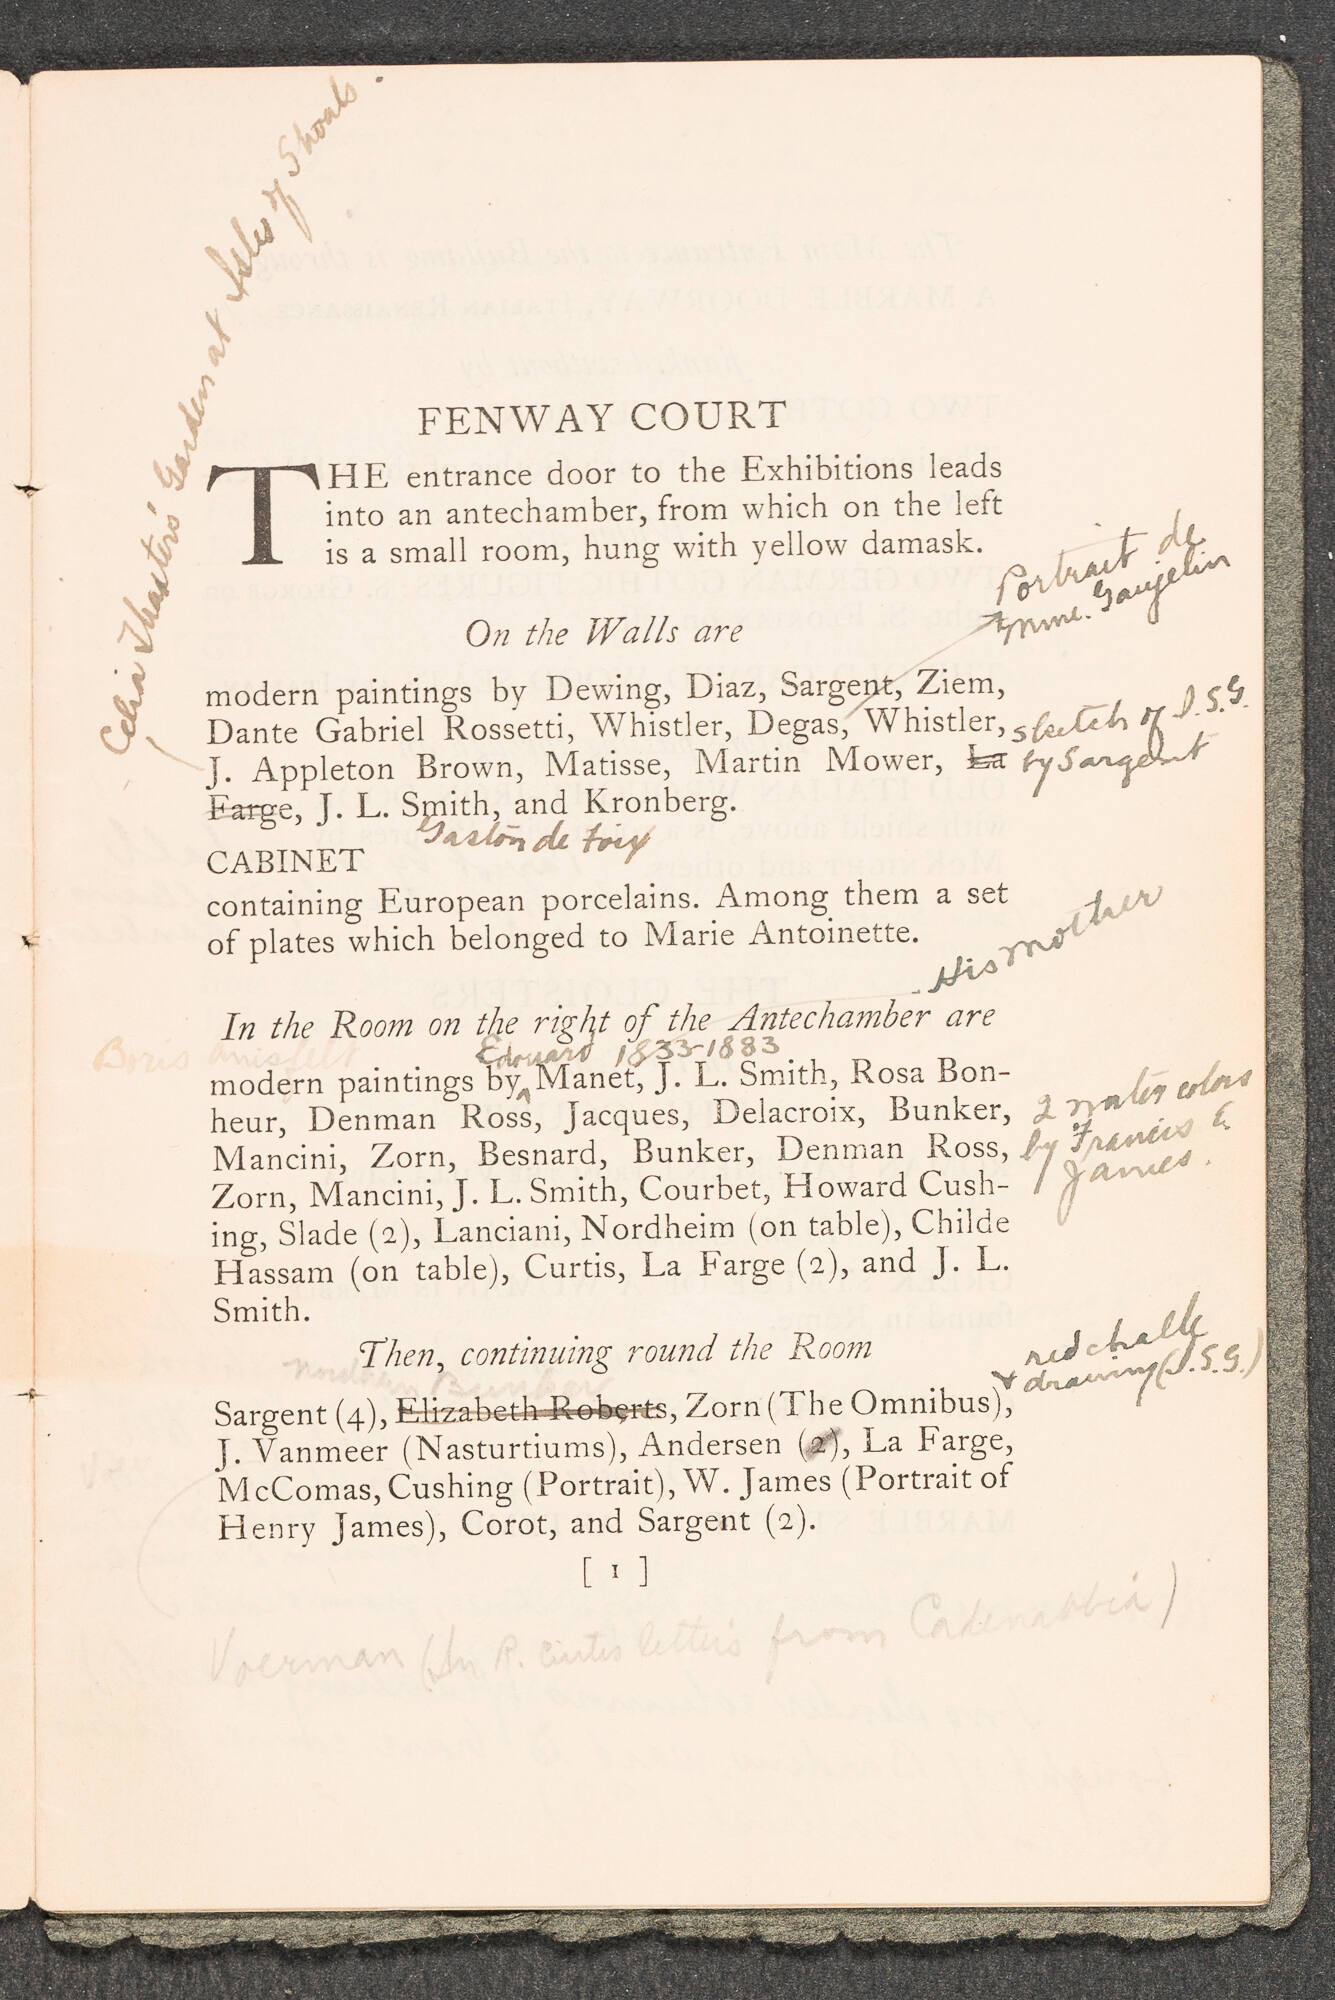 Celia Thaxter's Garden at Isles of Shoals.
FENWAY COURT
THE entrance door to the Exhibitions leads
into an antechamber, from which on the left
is a small room, hung with yellow damask.
Portrait de
Mme. Gaujelin
On the Walls are
modern paintings by Dewing, Diaz, Sargent, Ziem,
Dante Gabriel Rossetti, Whistler, Degas, Whistler,
sketch of I.S.G.
by Sargent
J. Appleton Brown, Matisse, Martin Mower, La
Farge, J. L. Smith, and Kronberg.
Gaston de Foix
CABINET
containing European porcelains. Among them a set
of plates which belonged to Marie Antoinette.
His mother
In the Room on the right of the Antechamber are
Boris Anisfelt
Edouard 1833-1883
modern paintings by Manet, J. L. Smith, Rosa Bon-
heur, Denman Ross, Jacques, Delacroix, Bunker,
Mancini, Zorn, Besnard, Bunker, Denman Ross,
2 water colors
by Francis E.
James.
Zorn, Mancini, J. L. Smith, Courbet, Howard Cush-
ing, Slade (2), Lanciani, Nordheim (on table), Childe
Hassam (on table), Curtis, La Farge (2), and J. L.
Smith.
Then, continuing round the Room
red chalk
drawing (I.S.G.)
Sargent (4), Elizabeth Roberts, Zorn (The Omnibus),
J. Vanmeer (Nasturtiums), Andersen (2), La Farge,
McComas, Cushing (Portrait), W. James (Portrait of
Henry James), Corot, and Sargent (2).
[ 1 ]
Voerman (In R. Curtis letters from Cadenabbia)